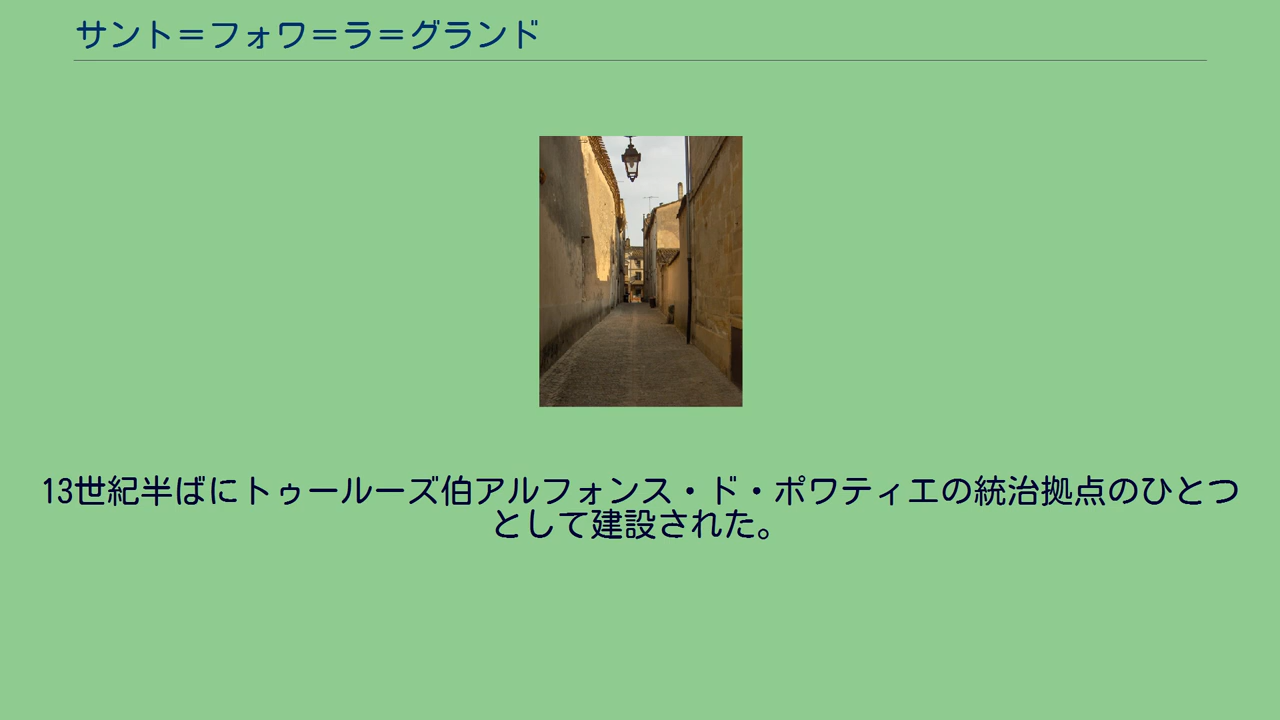 サント＝フォワ＝ラ＝グランド
13世紀半ばにトゥールーズ伯アルフォンス・ド・ポワティエの統治拠点のひとつ
として建設された。